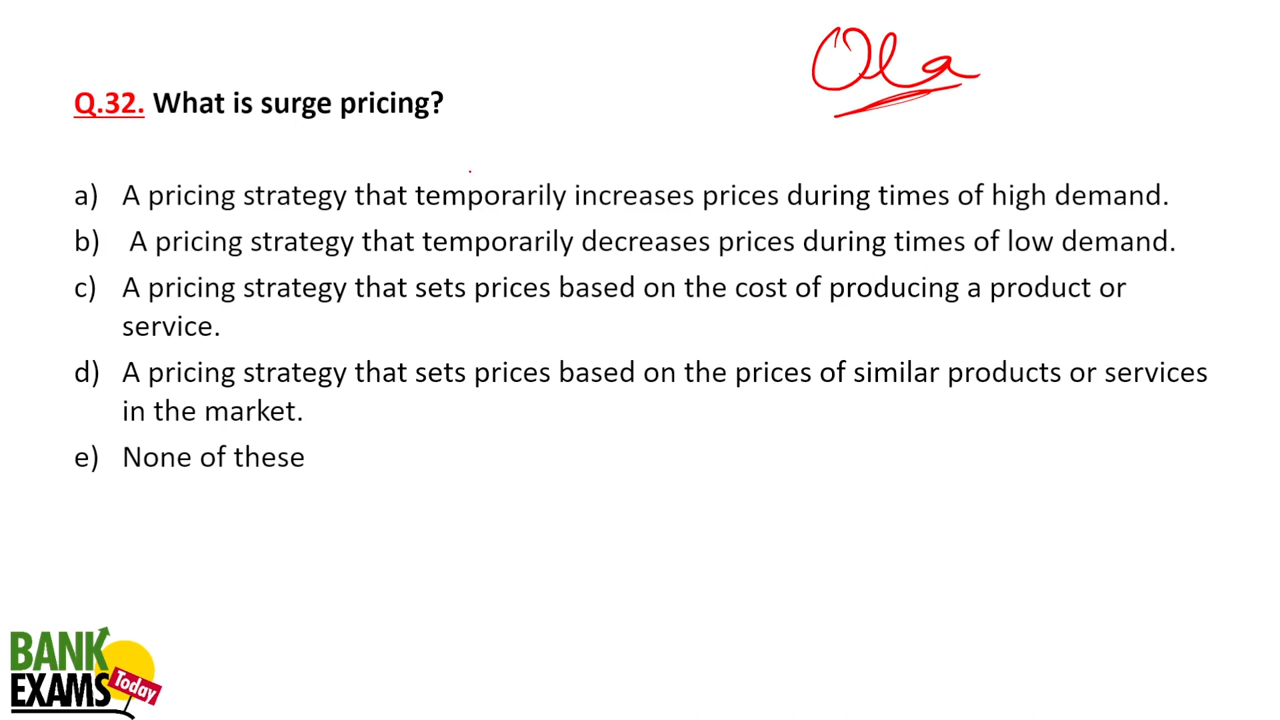 Ola
Q.32. What is surge pricing?
a) A pricing strategy that temporarily increases prices during times of high demand.
b) A pricing strategy that temporarily decreases prices during times of low demand.
c) A pricing strategy that sets prices based on the cost of producing a product or
service.
d) A pricing strategy that sets prices based on the prices of similar products or services
in the market.
e) None of these
BANK
EXAMS
Today